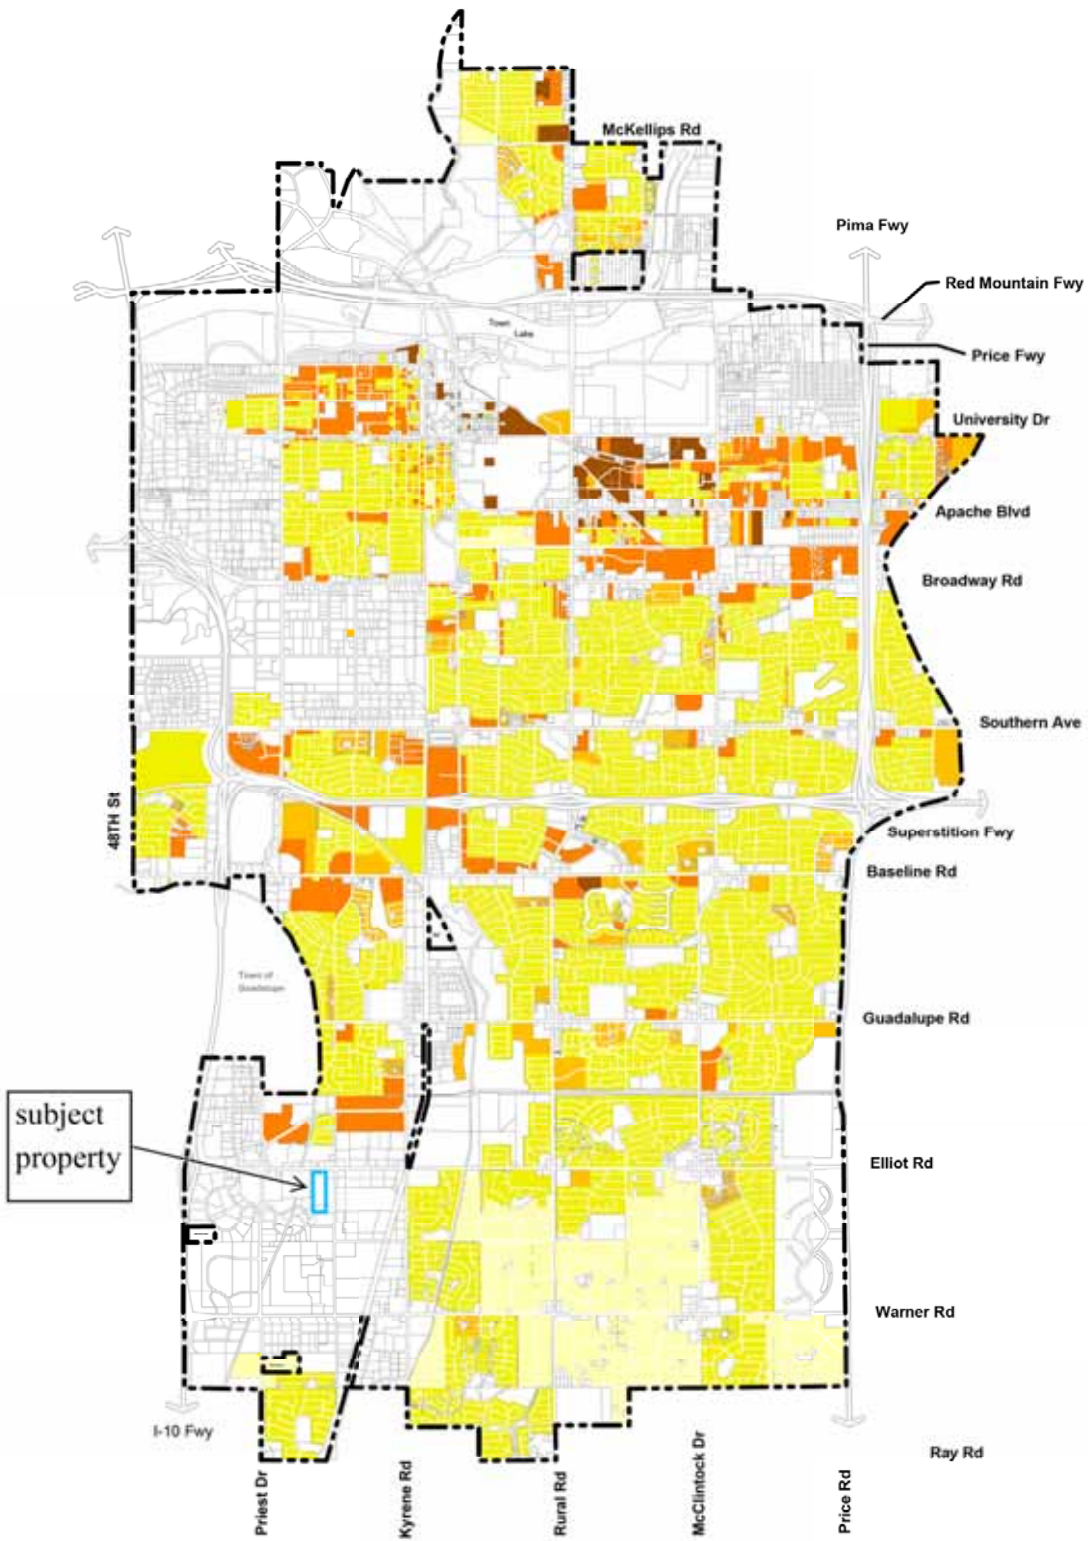 McKellips Rd
Pima Fwy
Red Mountain Fwy
Town
Lake
Price Fwy
University Dr
Apache Blvd
Broadway Rd
Southern Ave
48TH St
Superstition Fwy
Baseline Rd
Town of
Guadalupe
Guadalupe Rd
subject
property
Elliot Rd
Warner Rd
I-10 Fwy
Ray Rd
Priest Dr
Kyrene Rd
Rural Rd
McClintock Dr
Price Rd